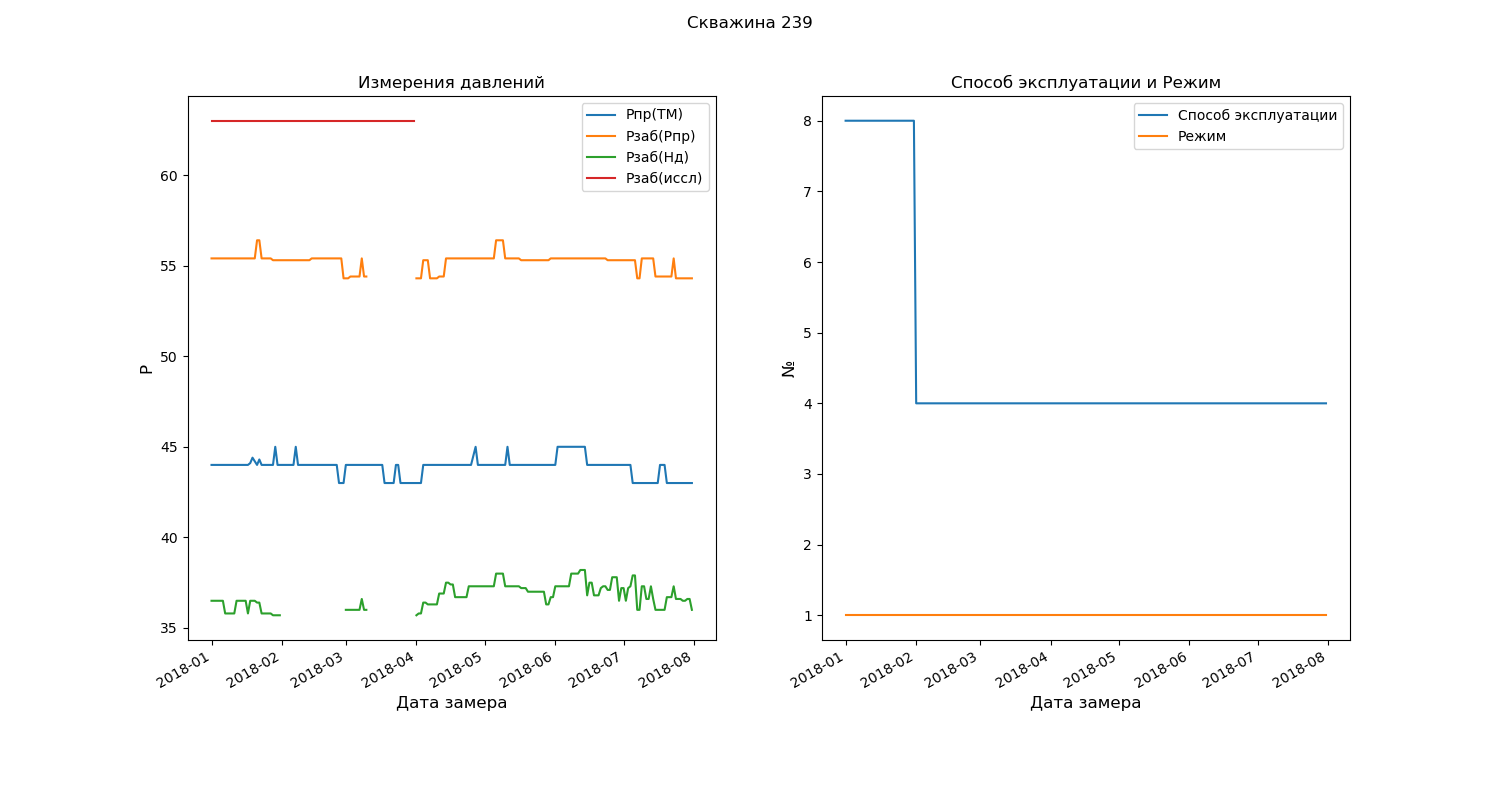 Скважина 239
Измерения давлений
Рпр(ТМ)
Рзаб(Рпр)
Рзаб(Нд)
Рзаб(иссл)
60
55
50
45
40
35
Р
2018-01
2018-02
2018-03
2018-04
2018-05
2018-06
2018-07
2018-08
Дата замера
Способ эксплуатации и Режим
Способ эксплуатации
Режим
8
7
6
5
4
3
2
1
№
2018-01
2018-02
2018-03
2018-04
2018-05
2018-06
2018-07
2018-08
Дата замера